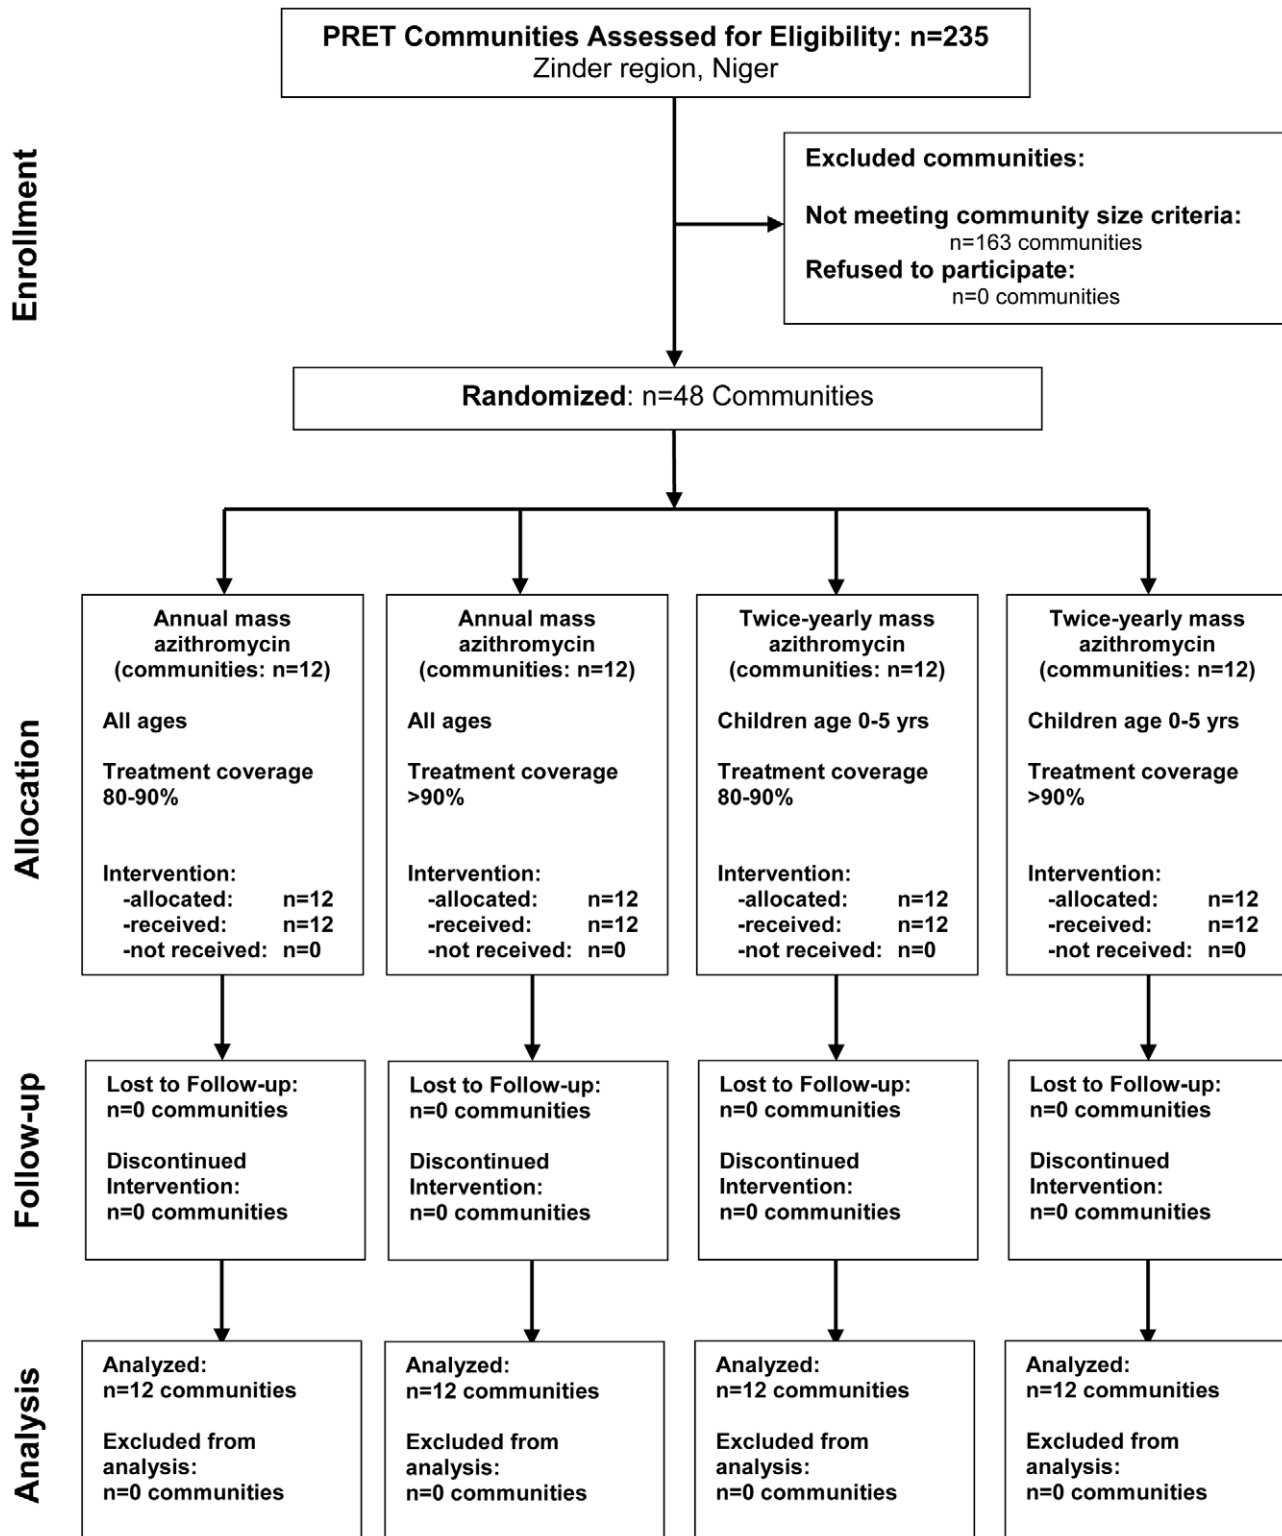 PRET Communities Assessed for Eligibility: n=235
Zinder region, Niger
Enrollment
Excluded communities:
Not meeting community size criteria:
n=163 communities
Refused to participate:
n=0 communities
Randomized: n=48 Communities
Allocation
Annual mass
azithromycin
(communities: n=12)
All ages
Treatment coverage
80-90%
Intervention:
-allocated: n=12
-received: n=12
-not received: n=0
Annual mass
azithromycin
(communities: n=12)
All ages
Treatment coverage
>90%
Intervention:
-allocated: n=12
-received: n=12
-not received: n=0
Twice-yearly mass
azithromycin
(communities: n=12)
Children age 0-5 yrs
Treatment coverage
80-90%
Intervention:
-allocated: n=12
-received: n=12
-not received: n=0
Twice-yearly mass
azithromycin
(communities: n=12)
Children age 0-5 yrs
Treatment coverage
>90%
Intervention:
-allocated: n=12
-received: n=12
-not received: n=0
Follow-up
Lost to Follow-up:
n=0 communities
Discontinued
Intervention:
n=0 communities
Lost to Follow-up:
n=0 communities
Discontinued
Intervention:
n=0 communities
Lost to Follow-up:
n=0 communities
Discontinued
Intervention:
n=0 communities
Lost to Follow-up:
n=0 communities
Discontinued
Intervention:
n=0 communities
Analysis
Analyzed:
n=12 communities
Excluded from
analysis:
n=0 communities
Analyzed:
n=12 communities
Excluded from
analysis:
n=0 communities
Analyzed:
n=12 communities
Excluded from
analysis:
n=0 communities
Analyzed:
n=12 communities
Excluded from
analysis:
n=0 communities